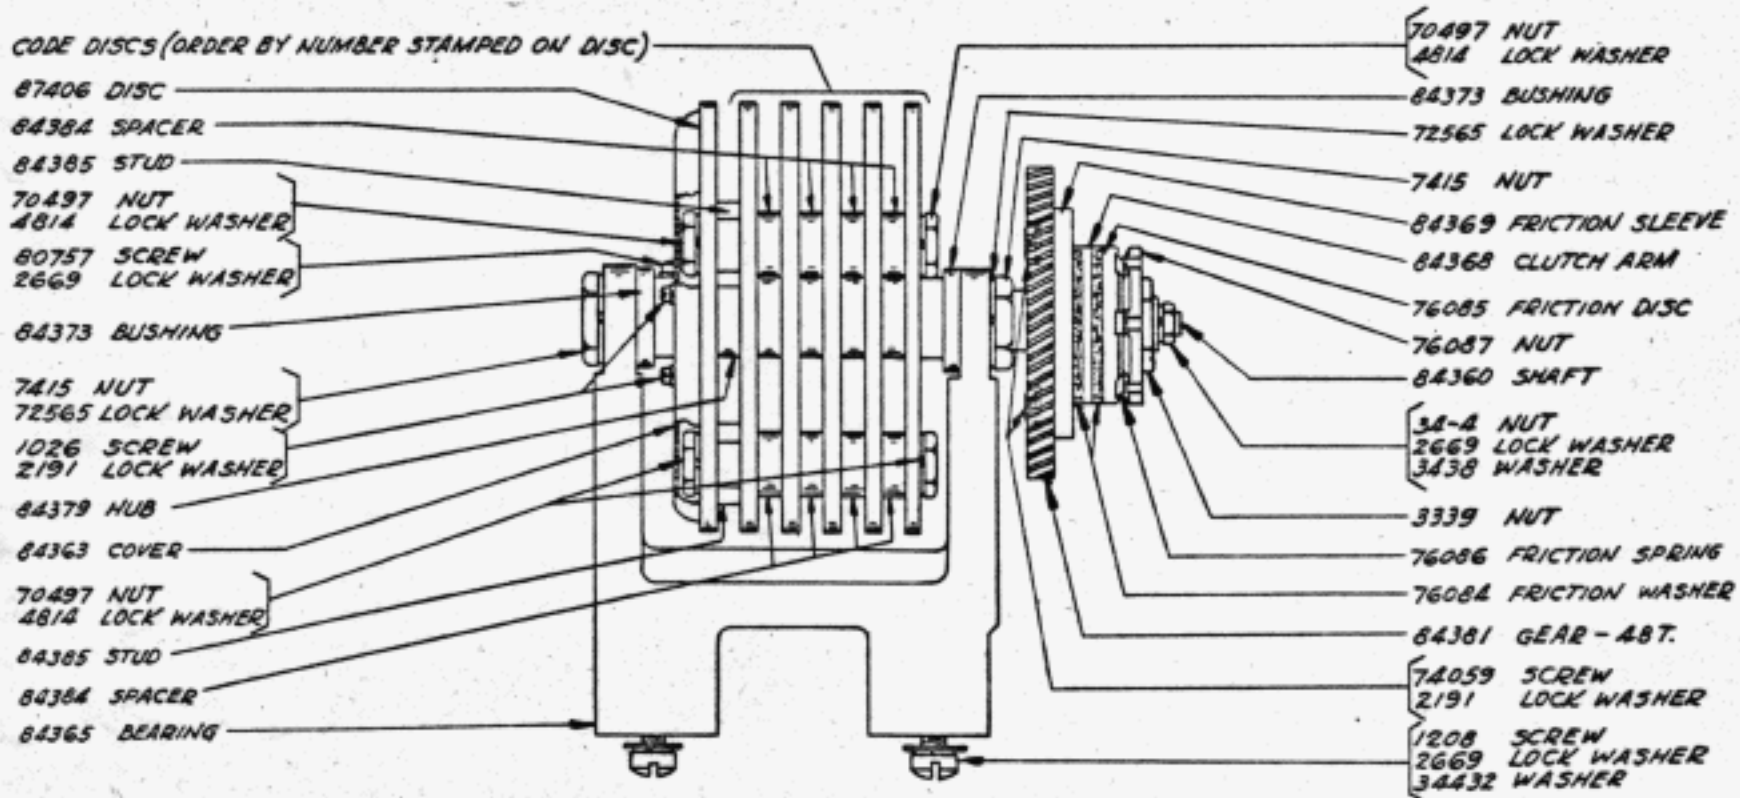 CODE DISCS (ORDER BY NUMBER STAMPED ON DISC)
87406 DISC
84384 SPACER
84385 STUD
70497 NUT
4814 LOCK WASHER
80757 SCREW
2669 LOCK WASHER
84373 BUSHING
7415 NUT
72565 LOCK WASHER
1026 SCREW
2191 LOCK WASHER
84379 HUB
84363 COVER
70497 NUT
4814 LOCK WASHER
84385 STUD
84384 SPACER
84365 BEARING
70497 NUT
4814 LOCK WASHER
84373 BUSHING
72565 LOCK WASHER
7415 NUT
84369 FRICTION SLEEVE
84368 CLUTCH ARM
76085 FRICTION DISC
76087 NUT
84360 SHAFT
34-4 NUT
2669 LOCK WASHER
3438 WASHER
3339 NUT
76086 FRICTION SPRING
76084 FRICTION WASHER
84381 GEAR - 48T.
74059 SCREW
2191 LOCK WASHER
1208 SCREW
2669 LOCK WASHER
34432 WASHER